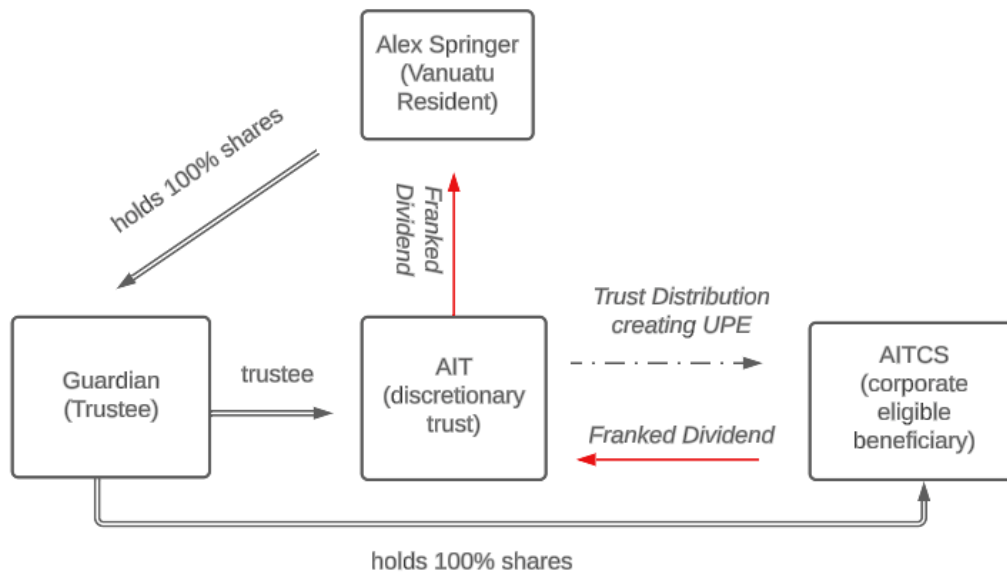 Alex Springer
(Vanuatu
Resident)
holds 100% shares
Franked
Dividend
Trust Distribution
creating UPE
Guardian
(Trustee)
trustee
AIT
(discretionary
trust)
AITCS
(corporate
eligible
beneficiary)
Franked Dividend
holds 100% shares